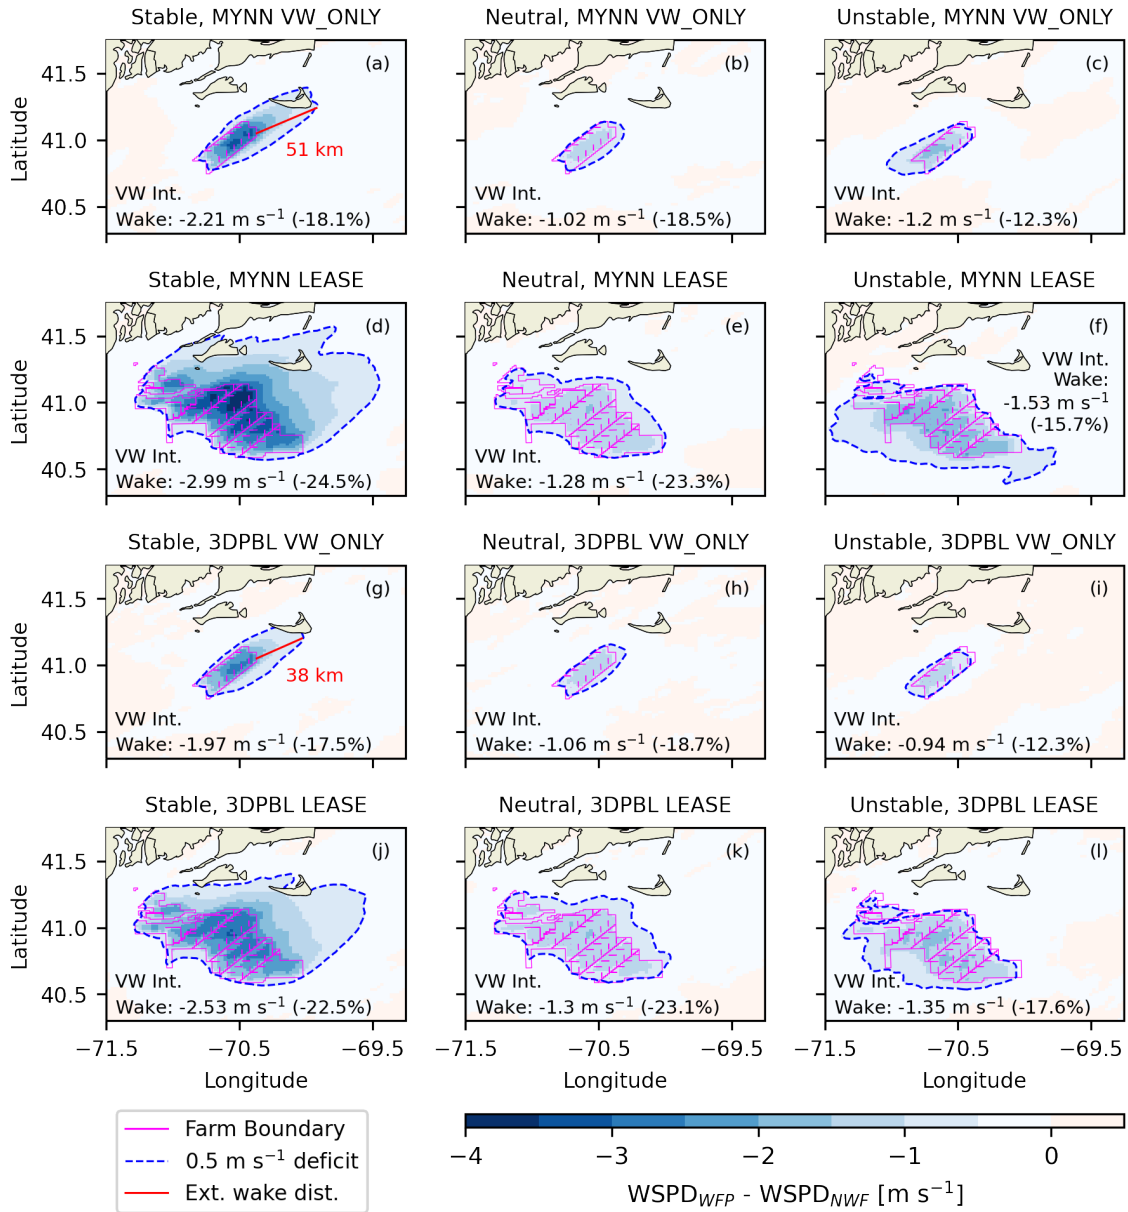 Stable, MYNN VW_ONLY
Neutral, MYNN VW_ONLY
Unstable, MYNN VW_ONLY
Latitude
41.5
41.0
40.5
(a)
51 km
VW Int.
Wake: -2.21 m s⁻¹ (-18.1%)
(b)
VW Int.
Wake: -1.02 m s⁻¹ (-18.5%)
(c)
VW Int.
Wake: -1.2 m s⁻¹ (-12.3%)
Stable, MYNN LEASE
Neutral, MYNN LEASE
Unstable, MYNN LEASE
Latitude
41.5
41.0
40.5
(d)
VW Int.
Wake: -2.99 m s⁻¹ (-24.5%)
(e)
VW Int.
Wake: -1.28 m s⁻¹ (-23.3%)
(f)
VW Int.
Wake:
-1.53 m s⁻¹
(-15.7%)
Stable, 3DPBL VW_ONLY
Neutral, 3DPBL VW_ONLY
Unstable, 3DPBL VW_ONLY
Latitude
41.5
41.0
40.5
(g)
38 km
VW Int.
Wake: -1.97 m s⁻¹ (-17.5%)
(h)
VW Int.
Wake: -1.06 m s⁻¹ (-18.7%)
(i)
VW Int.
Wake: -0.94 m s⁻¹ (-12.3%)
Stable, 3DPBL LEASE
Neutral, 3DPBL LEASE
Unstable, 3DPBL LEASE
Latitude
41.5
41.0
40.5
(j)
VW Int.
Wake: -2.53 m s⁻¹ (-22.5%)
(k)
VW Int.
Wake: -1.3 m s⁻¹ (-23.1%)
(l)
VW Int.
Wake: -1.35 m s⁻¹ (-17.6%)
−71.5 −70.5 −69.5
−71.5 −70.5 −69.5
−71.5 −70.5 −69.5
Longitude
Longitude
Longitude
Farm Boundary
0.5 m s⁻¹ deficit
Ext. wake dist.
−4 −3 −2 −1 0
WSPD_WFP - WSPD_NWF [m s⁻¹]